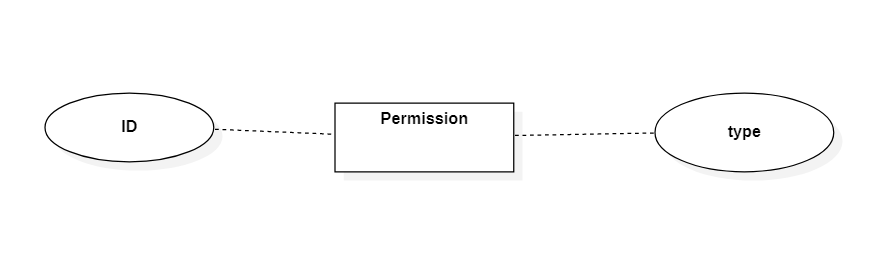 ID
Permission
type